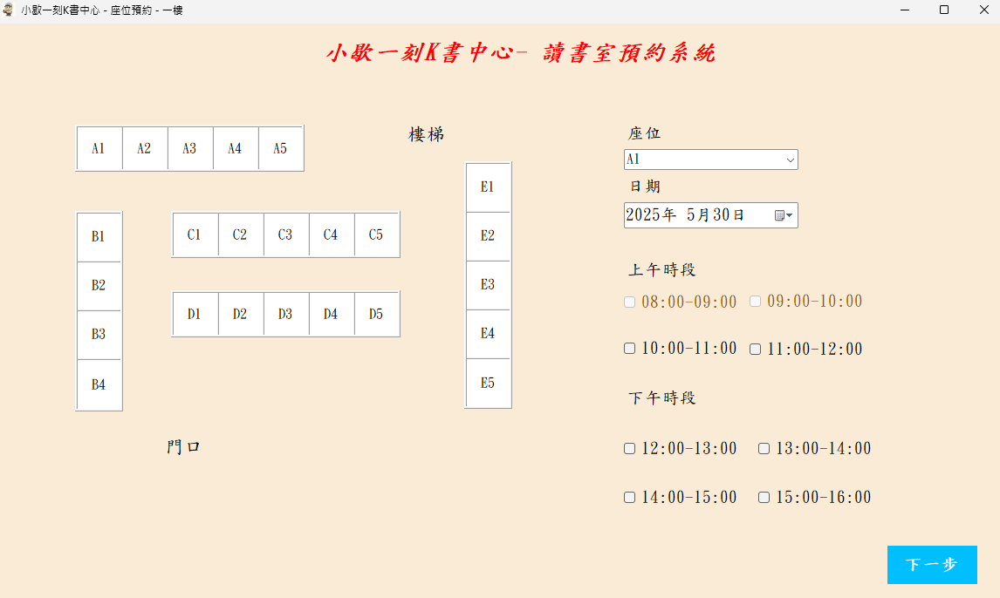 小歇一刻K書中心 - 座位預約 - 一樓
小歇一刻K書中心- 讀書室預約系統
A1 A2 A3 A4 A5
樓梯
B1
B2
B3
B4
C1 C2 C3 C4 C5
D1 D2 D3 D4 D5
E1
E2
E3
E4
E5
門口
座位
A1
日期
2025年 5月30日
上午時段
08:00-09:00 09:00-10:00
10:00-11:00 11:00-12:00
下午時段
12:00-13:00 13:00-14:00
14:00-15:00 15:00-16:00
下一步